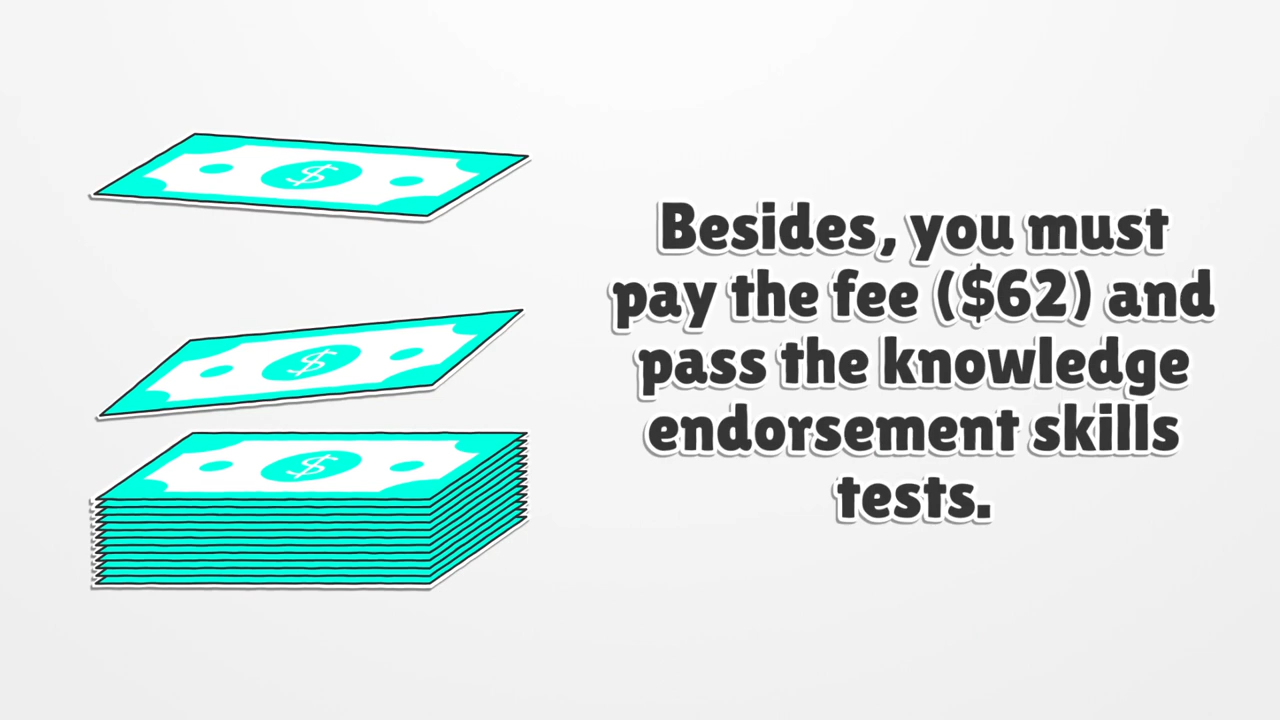 Besides, you must
pay the fee ($62) and
pass the knowledge
endorsement skills
tests.